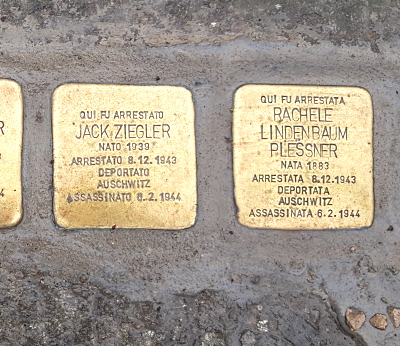 QUI FU ARRESTATO
JACK ZIEGLER
NATO 1939
ARRESTATO 8.12.1943
DEPORTATO
AUSCHWITZ
ASSASSINATO 6.2.1944
QUI FU ARRESTATA
RACHELE
LINDENBAUM
PLESSNER
NATA 1883
ARRESTATA 8.12.1943
DEPORTATA
AUSCHWITZ
ASSASSINATA 6.2.1944